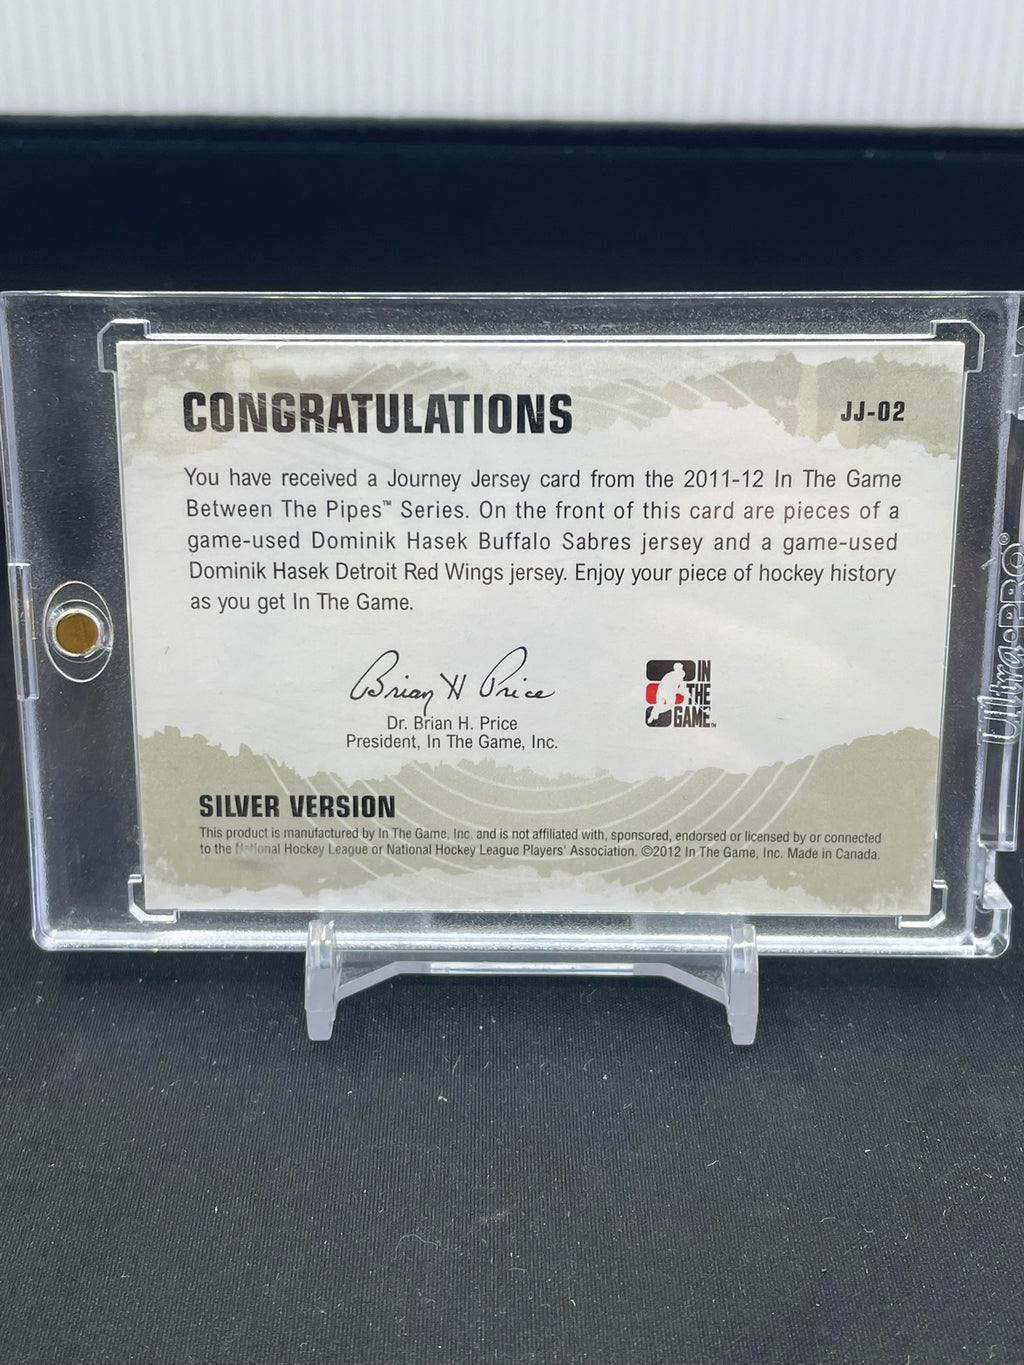 CONGRATULATIONS
JJ-02
You have received a Journey Jersey card from the 2011-12 In The Game
Between The Pipes™ Series. On the front of this card are pieces of a
game-used Dominik Hasek Buffalo Sabres jersey and a game-used
Dominik Hasek Detroit Red Wings jersey. Enjoy your piece of hockey history
as you get In The Game.
Brian H Price
Dr. Brian H. Price
President, In The Game, Inc.
IN
THE
GAME™
SILVER VERSION
This product is manufactured by In The Game, Inc. and is not affiliated with, sponsored, endorsed or licensed by or connected
to the National Hockey League or National Hockey League Players' Association. ©2012 In The Game, Inc. Made in Canada.
Ultra•PRO®